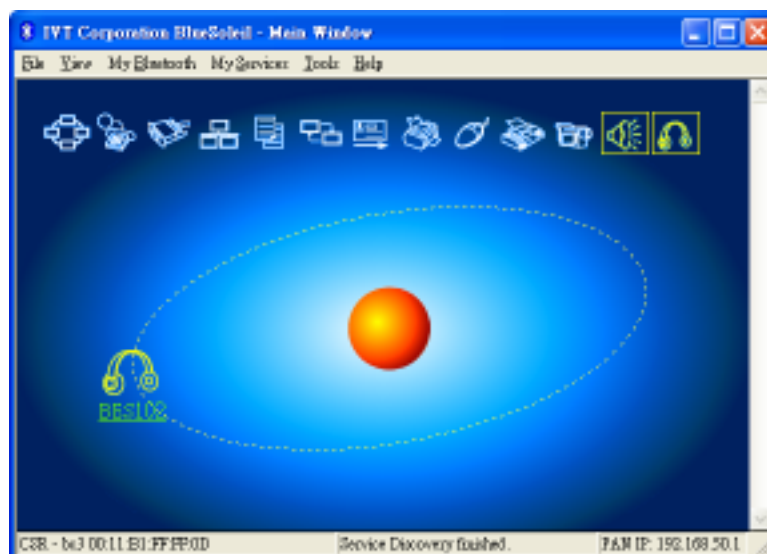 IVT Corporation BlueSoleil - Main Window
File View My Bluetooth My Services Tools Help
BES102
CSR - bc3 00:11:B1:FF:FF:0D Service Discovery finished. PAN IP: 192.168.50.1